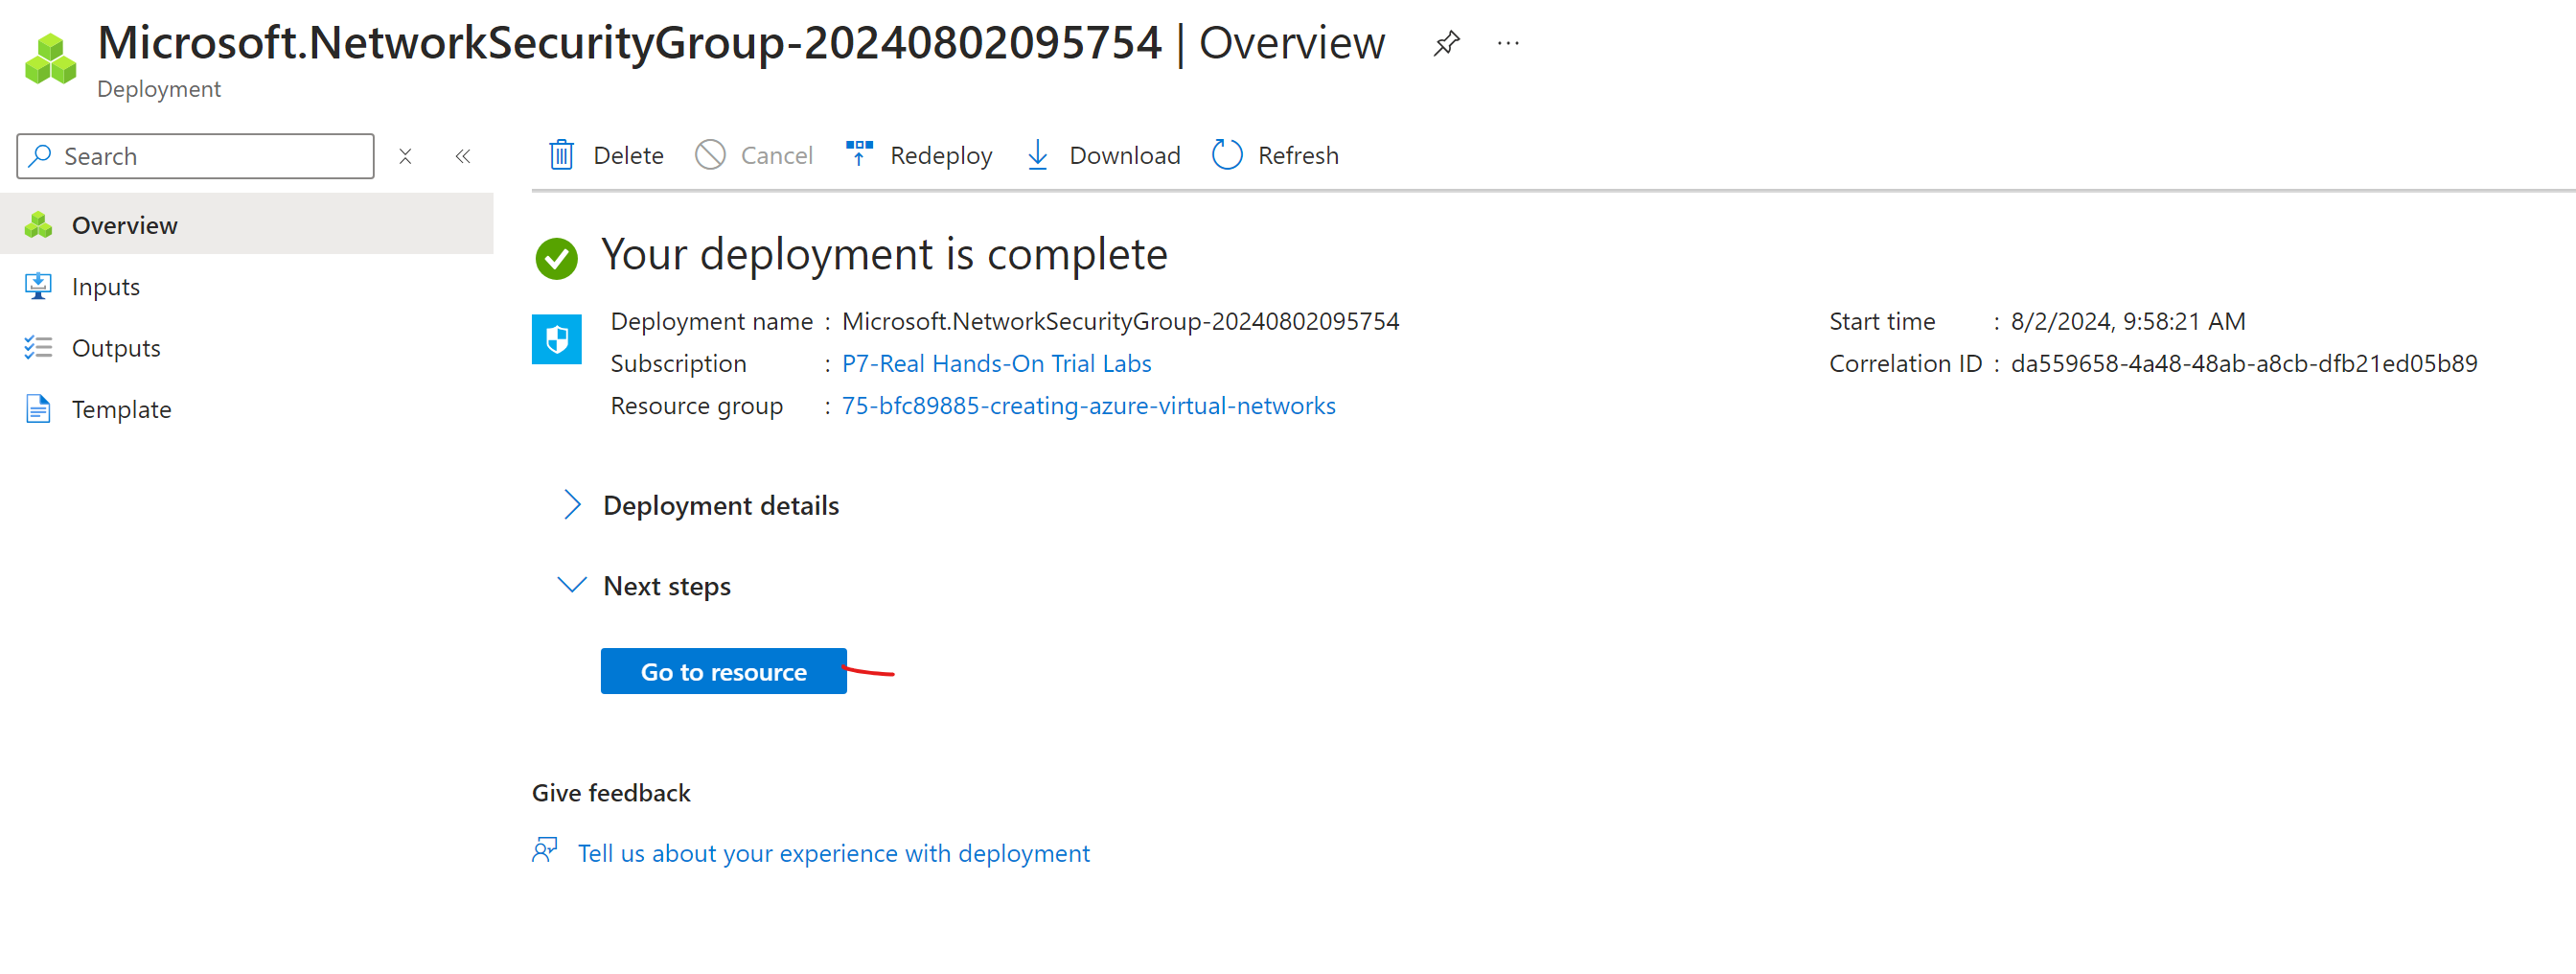 Microsoft.NetworkSecurityGroup-20240802095754 | Overview
Deployment
Search
Delete Cancel Redeploy Download Refresh
Overview
Inputs
Outputs
Template
Your deployment is complete
Deployment name : Microsoft.NetworkSecurityGroup-20240802095754
Subscription : P7-Real Hands-On Trial Labs
Resource group : 75-bfc89885-creating-azure-virtual-networks
Start time : 8/2/2024, 9:58:21 AM
Correlation ID : da559658-4a48-48ab-a8cb-dfb21ed05b89
Deployment details
Next steps
Go to resource
Give feedback
Tell us about your experience with deployment